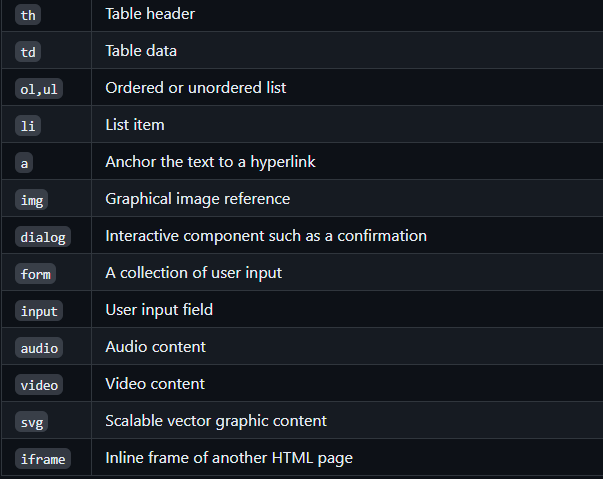 th Table header
td Table data
ol,ul Ordered or unordered list
li List item
a Anchor the text to a hyperlink
img Graphical image reference
dialog Interactive component such as a confirmation
form A collection of user input
input User input field
audio Audio content
video Video content
svg Scalable vector graphic content
iframe Inline frame of another HTML page